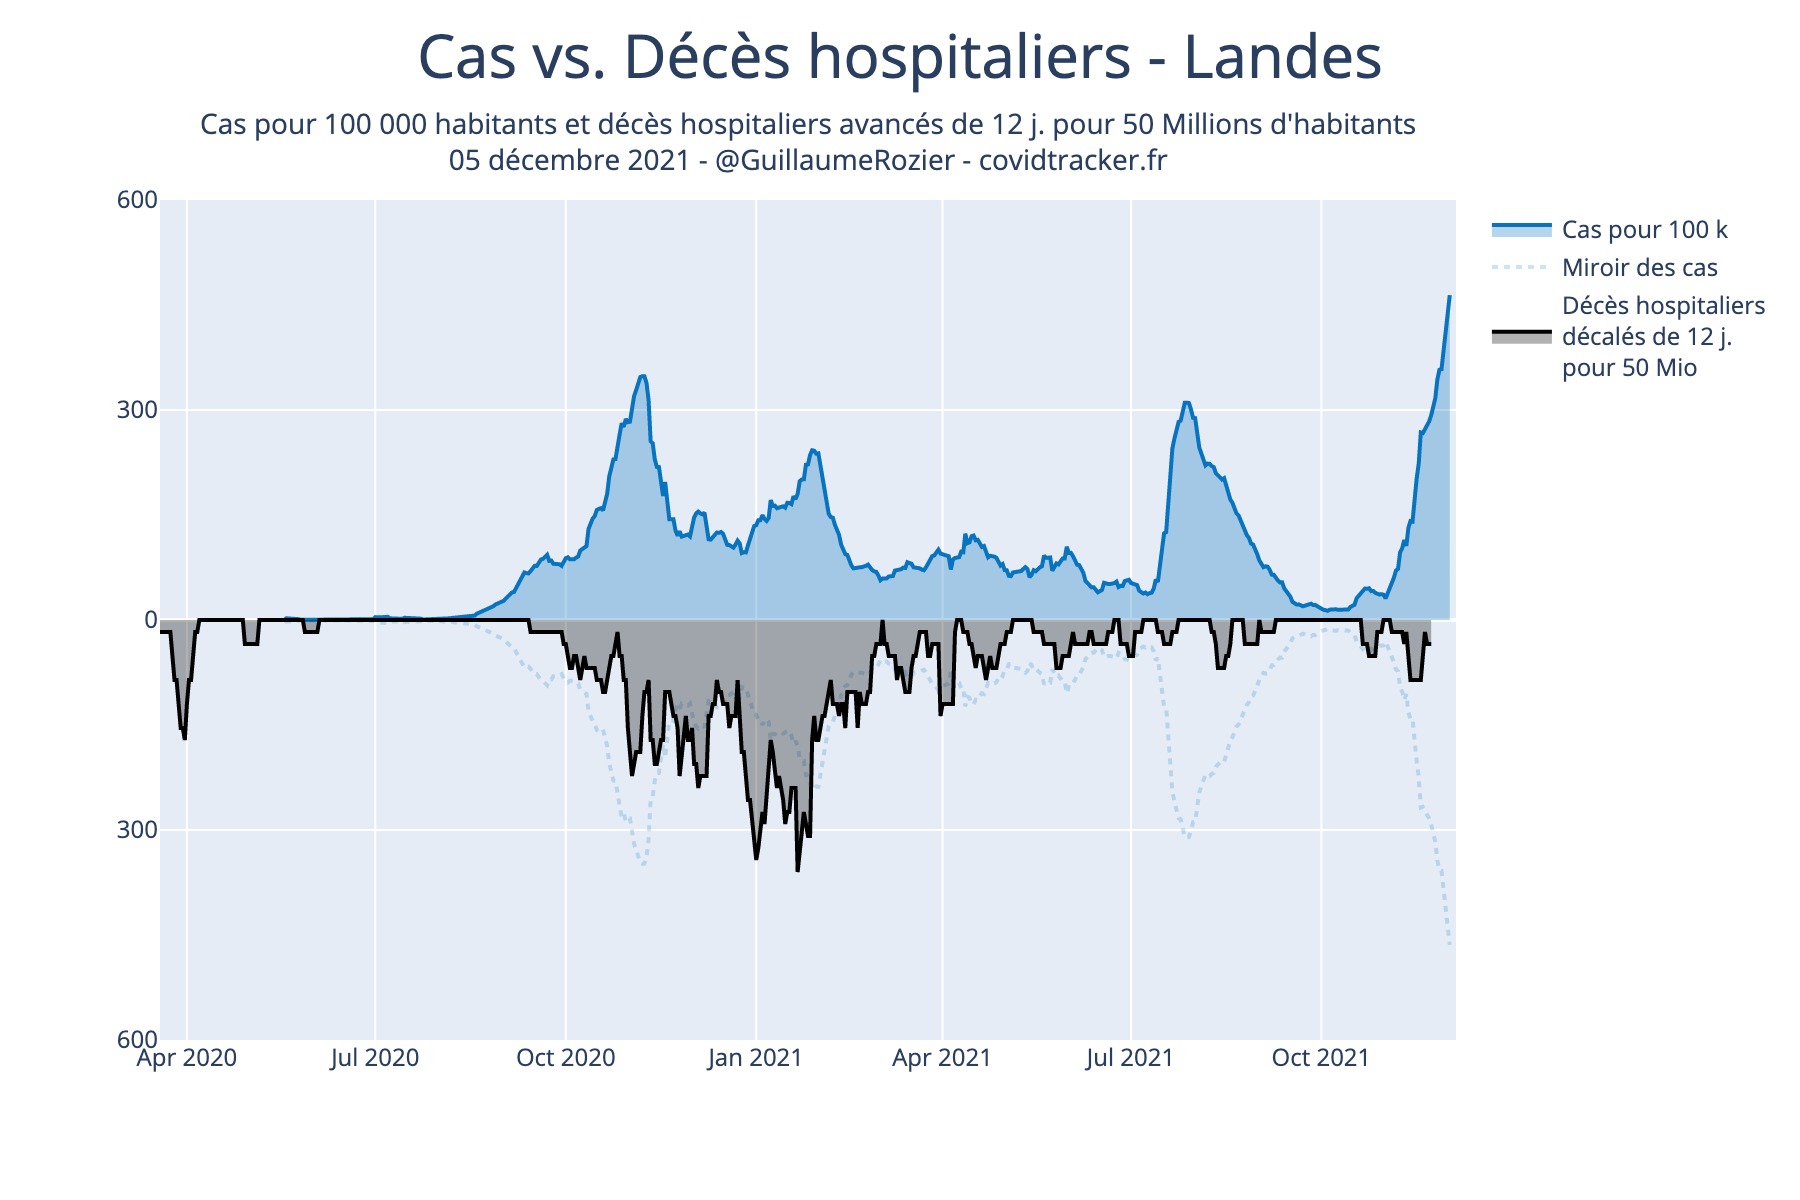 Cas vs. Décès hospitaliers - Landes
Cas pour 100 000 habitants et décès hospitaliers avancés de 12 j. pour 50 Millions d'habitants
05 décembre 2021 - @GuillaumeRozier - covidtracker.fr
600
300
0
300
600
Apr 2020
Jul 2020
Oct 2020
Jan 2021
Apr 2021
Jul 2021
Oct 2021
Cas pour 100 k
Miroir des cas
Décès hospitaliers
décalés de 12 j.
pour 50 Mio